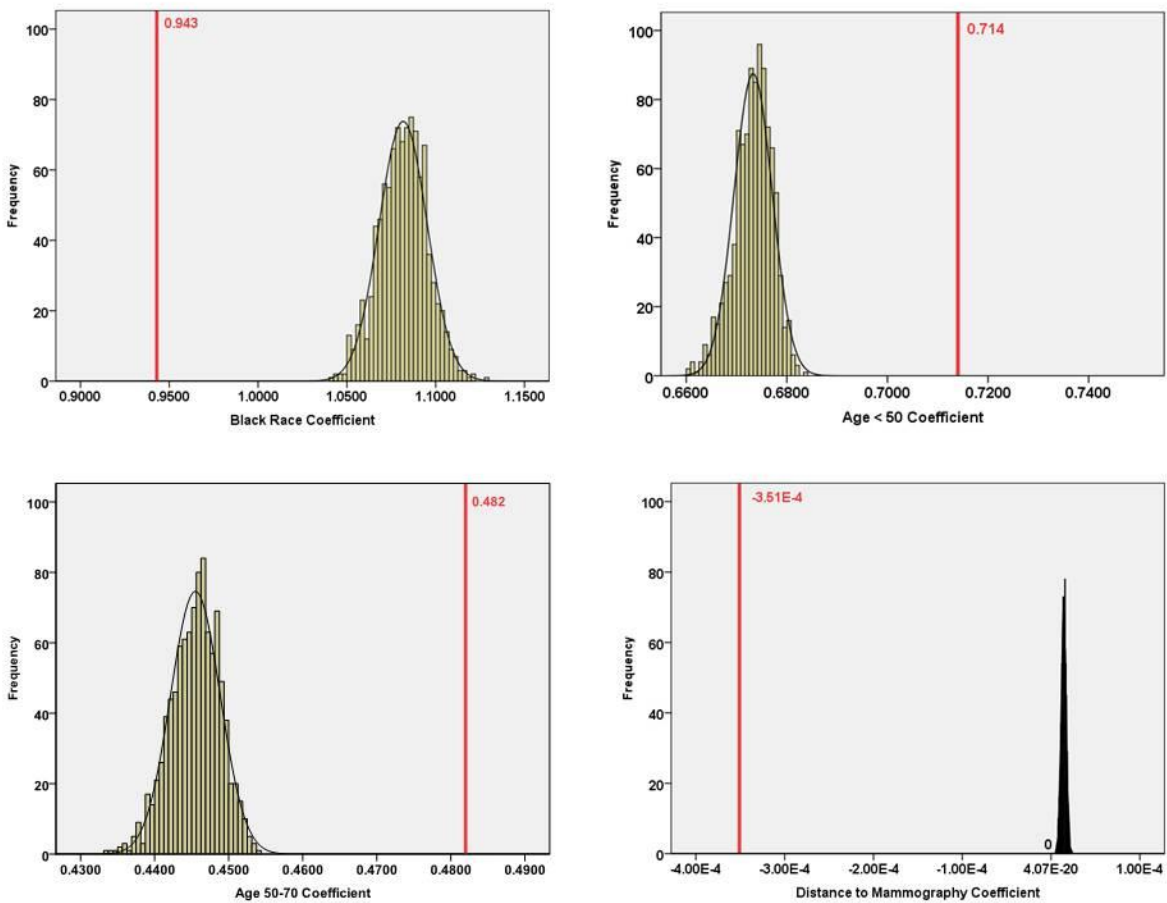 0.943
100
80
60
40
20
0
Frequency
0.9000 0.9500 1.0000 1.0500 1.1000 1.1500
Black Race Coefficient
0.714
100
80
60
40
20
0
Frequency
0.6600 0.6800 0.7000 0.7200 0.7400
Age < 50 Coefficient
0.482
100
80
60
40
20
0
Frequency
0.4300 0.4400 0.4500 0.4600 0.4700 0.4800 0.4900
Age 50-70 Coefficient
-3.51E-4
100
80
60
40
20
0
Frequency
0
-4.00E-4 -3.00E-4 -2.00E-4 -1.00E-4 4.07E-20 1.00E-4
Distance to Mammography Coefficient